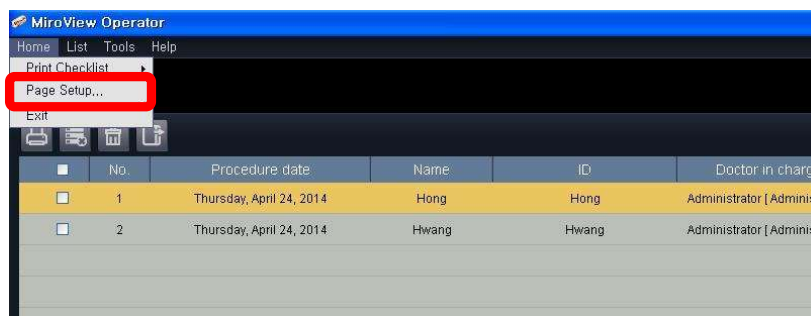 MiroView Operator
Home List Tools Help
Print Checklist
Page Setup...
Exit
No. Procedure date Name ID Doctor in charg
1 Thursday, April 24, 2014 Hong Hong Administrator [ Adminis
2 Thursday, April 24, 2014 Hwang Hwang Administrator [ Adminis